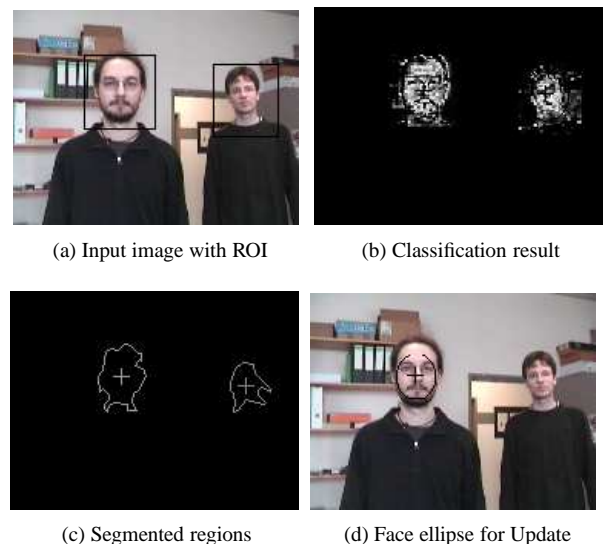 (a) Input image with ROI
(b) Classification result
(c) Segmented regions
(d) Face ellipse for Update